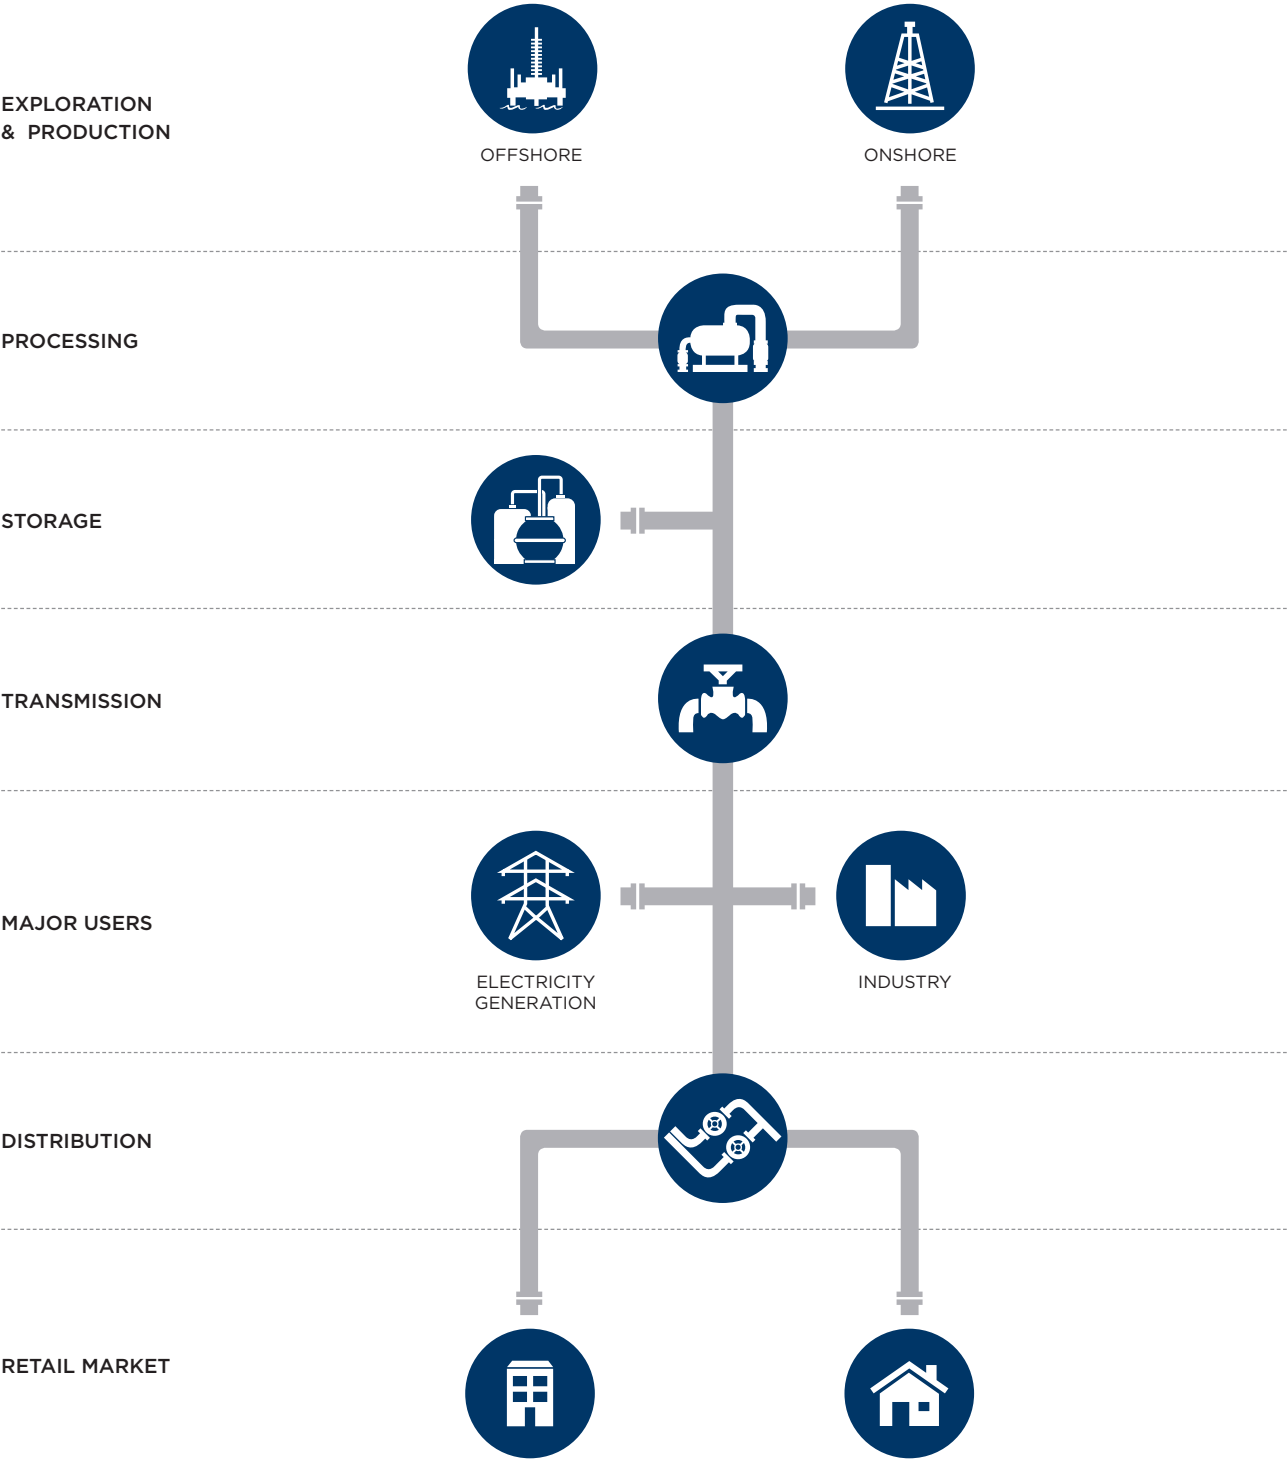 EXPLORATION
& PRODUCTION
OFFSHORE
ONSHORE
PROCESSING
STORAGE
TRANSMISSION
MAJOR USERS
ELECTRICITY
GENERATION
INDUSTRY
DISTRIBUTION
RETAIL MARKET